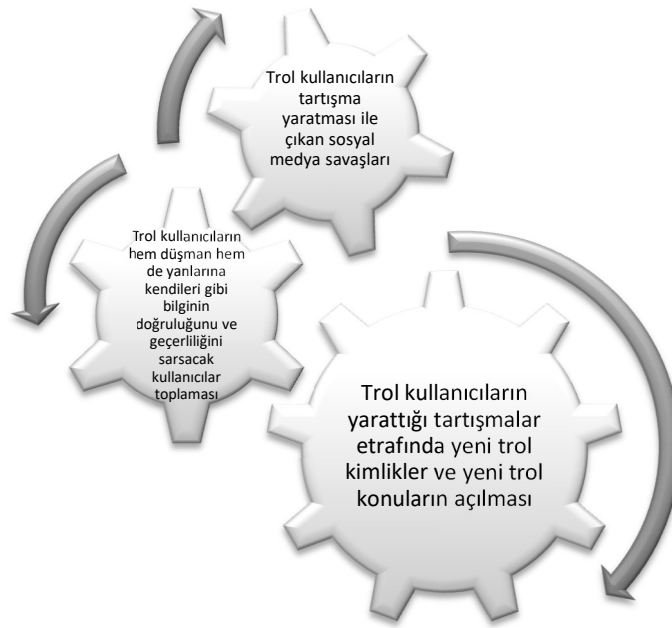 Trol kullanıcıların
tartışma
yaratması ile
çıkan sosyal
medya savaşları
Trol kullanıcıların
hem düşman hem
de yanlarına
kendileri gibi
bilginin
doğruluğunu ve
geçerliliğini
sarsacak
kullanıcılar
toplaması
Trol kullanıcıların
yarattığı tartışmalar
etrafında yeni trol
kimlikler ve yeni trol
konuların açılması